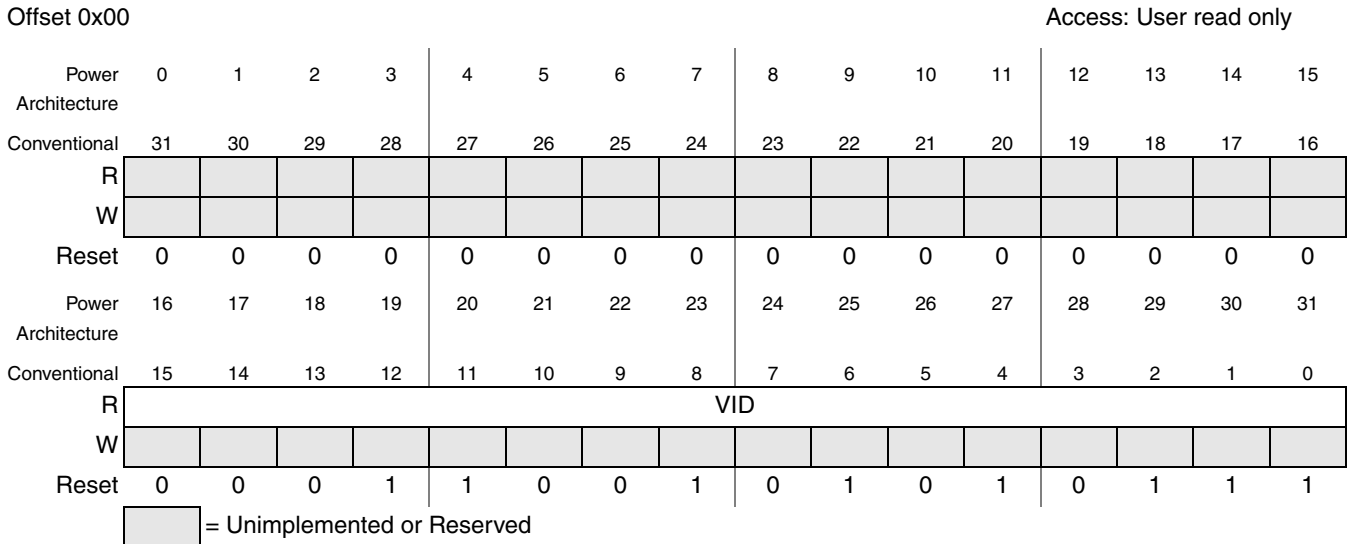 Offset 0x00 Access: User read only
Power Architecture 0 1 2 3 4 5 6 7 8 9 10 11 12 13 14 15
Conventional 31 30 29 28 27 26 25 24 23 22 21 20 19 18 17 16
R
W
Reset 0 0 0 0 0 0 0 0 0 0 0 0 0 0 0 0
Power Architecture 16 17 18 19 20 21 22 23 24 25 26 27 28 29 30 31
Conventional 15 14 13 12 11 10 9 8 7 6 5 4 3 2 1 0
R VID
W
Reset 0 0 0 1 1 0 0 1 0 1 0 1 0 1 1 1
= Unimplemented or Reserved